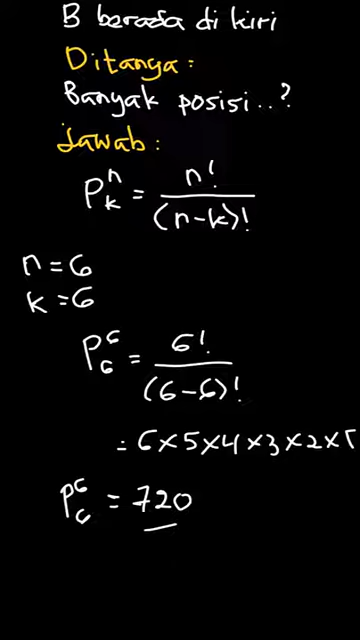 B berada di kiri
Ditanya :
Banyak posisi..?
Jawab :
P^n_k = n! / (n-k)!
n = 6
k = 6
P^6_6 = 6! / (6-6)!
= 6×5×4×3×2×1
P^6_6 = 720